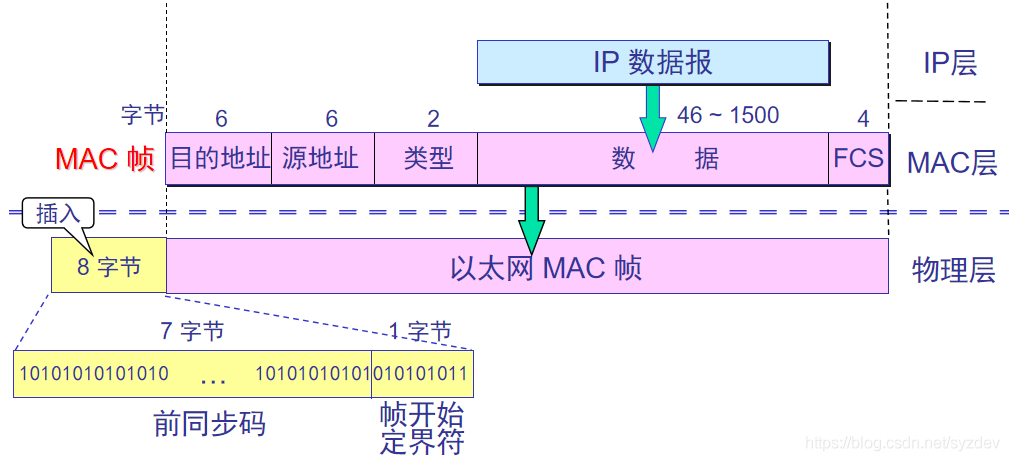 IP 数据报
IP层
字节
6
6
2
46 ~ 1500
4
MAC 帧
目的地址
源地址
类型
数 据
FCS
MAC层
插入
8 字节
以太网 MAC 帧
物理层
7 字节
1 字节
10101010101010 … 10101010101010101011
前同步码
帧开始
定界符
https://blog.csdn.net/syzdev